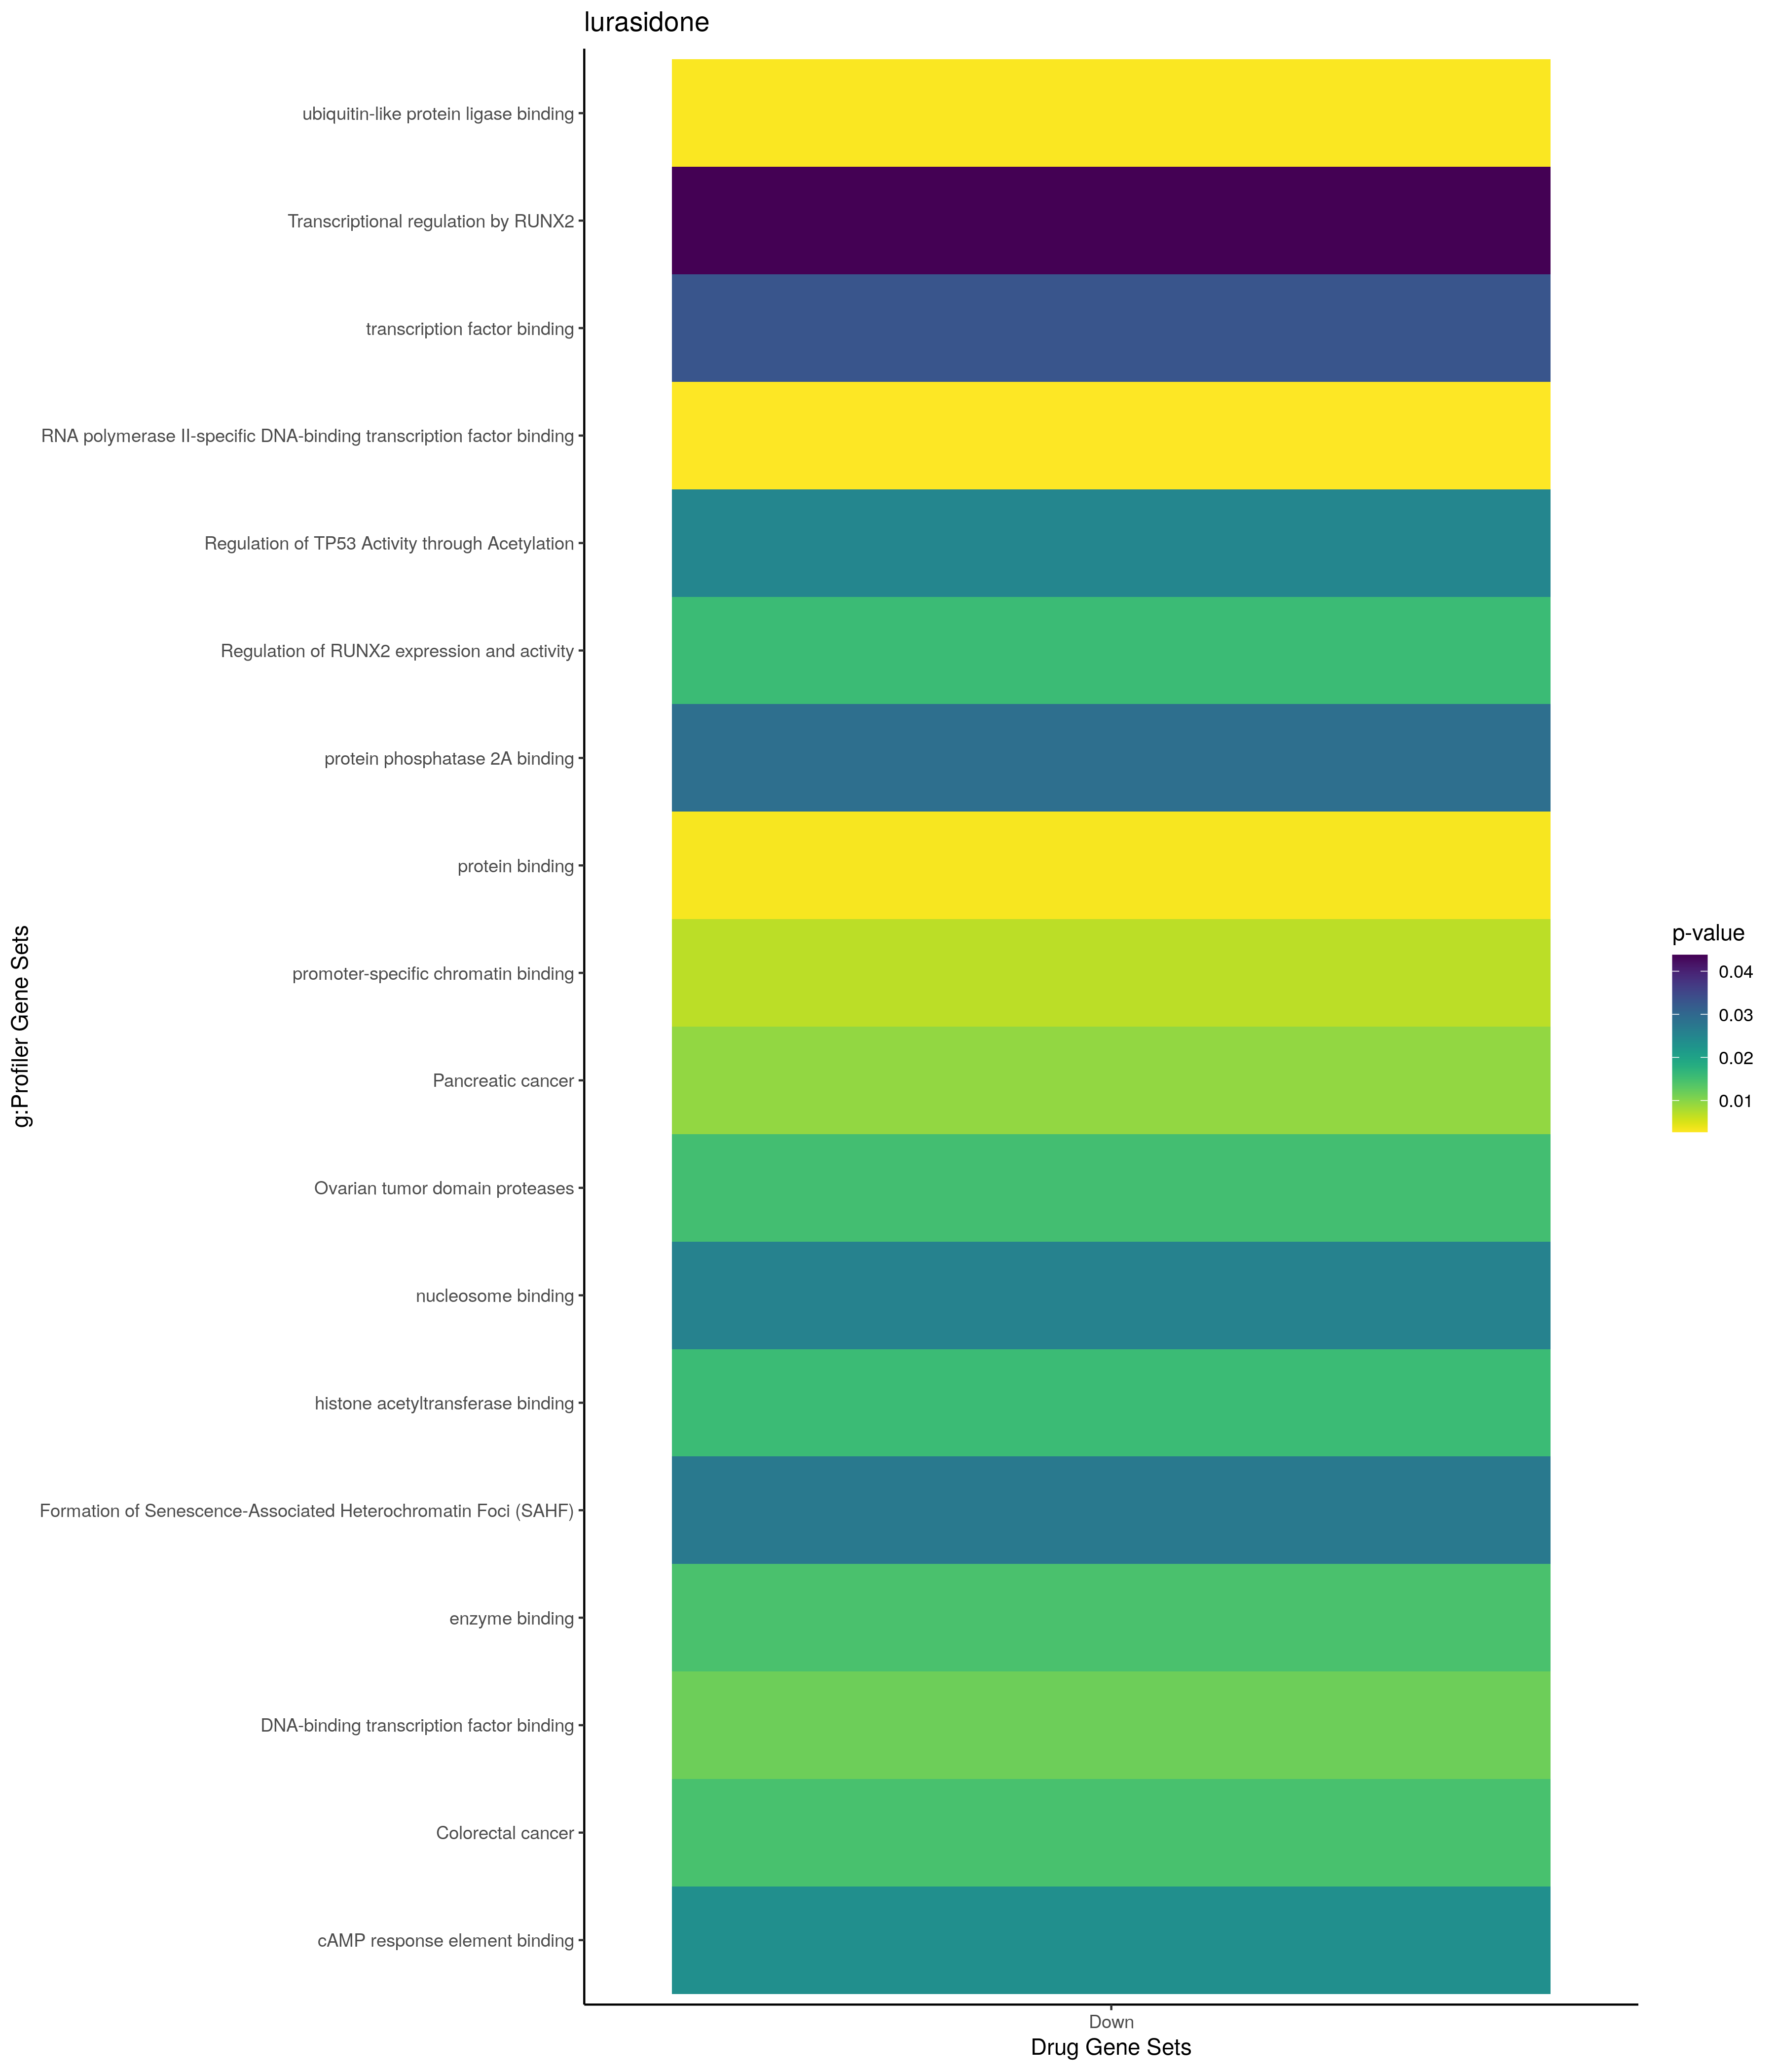 lurasidone
g:Profiler Gene Sets
ubiquitin-like protein ligase binding
Transcriptional regulation by RUNX2
transcription factor binding
RNA polymerase II-specific DNA-binding transcription factor binding
Regulation of TP53 Activity through Acetylation
Regulation of RUNX2 expression and activity
protein phosphatase 2A binding
protein binding
promoter-specific chromatin binding
Pancreatic cancer
Ovarian tumor domain proteases
nucleosome binding
histone acetyltransferase binding
Formation of Senescence-Associated Heterochromatin Foci (SAHF)
enzyme binding
DNA-binding transcription factor binding
Colorectal cancer
cAMP response element binding
Down
Drug Gene Sets
p-value
0.04
0.03
0.02
0.01